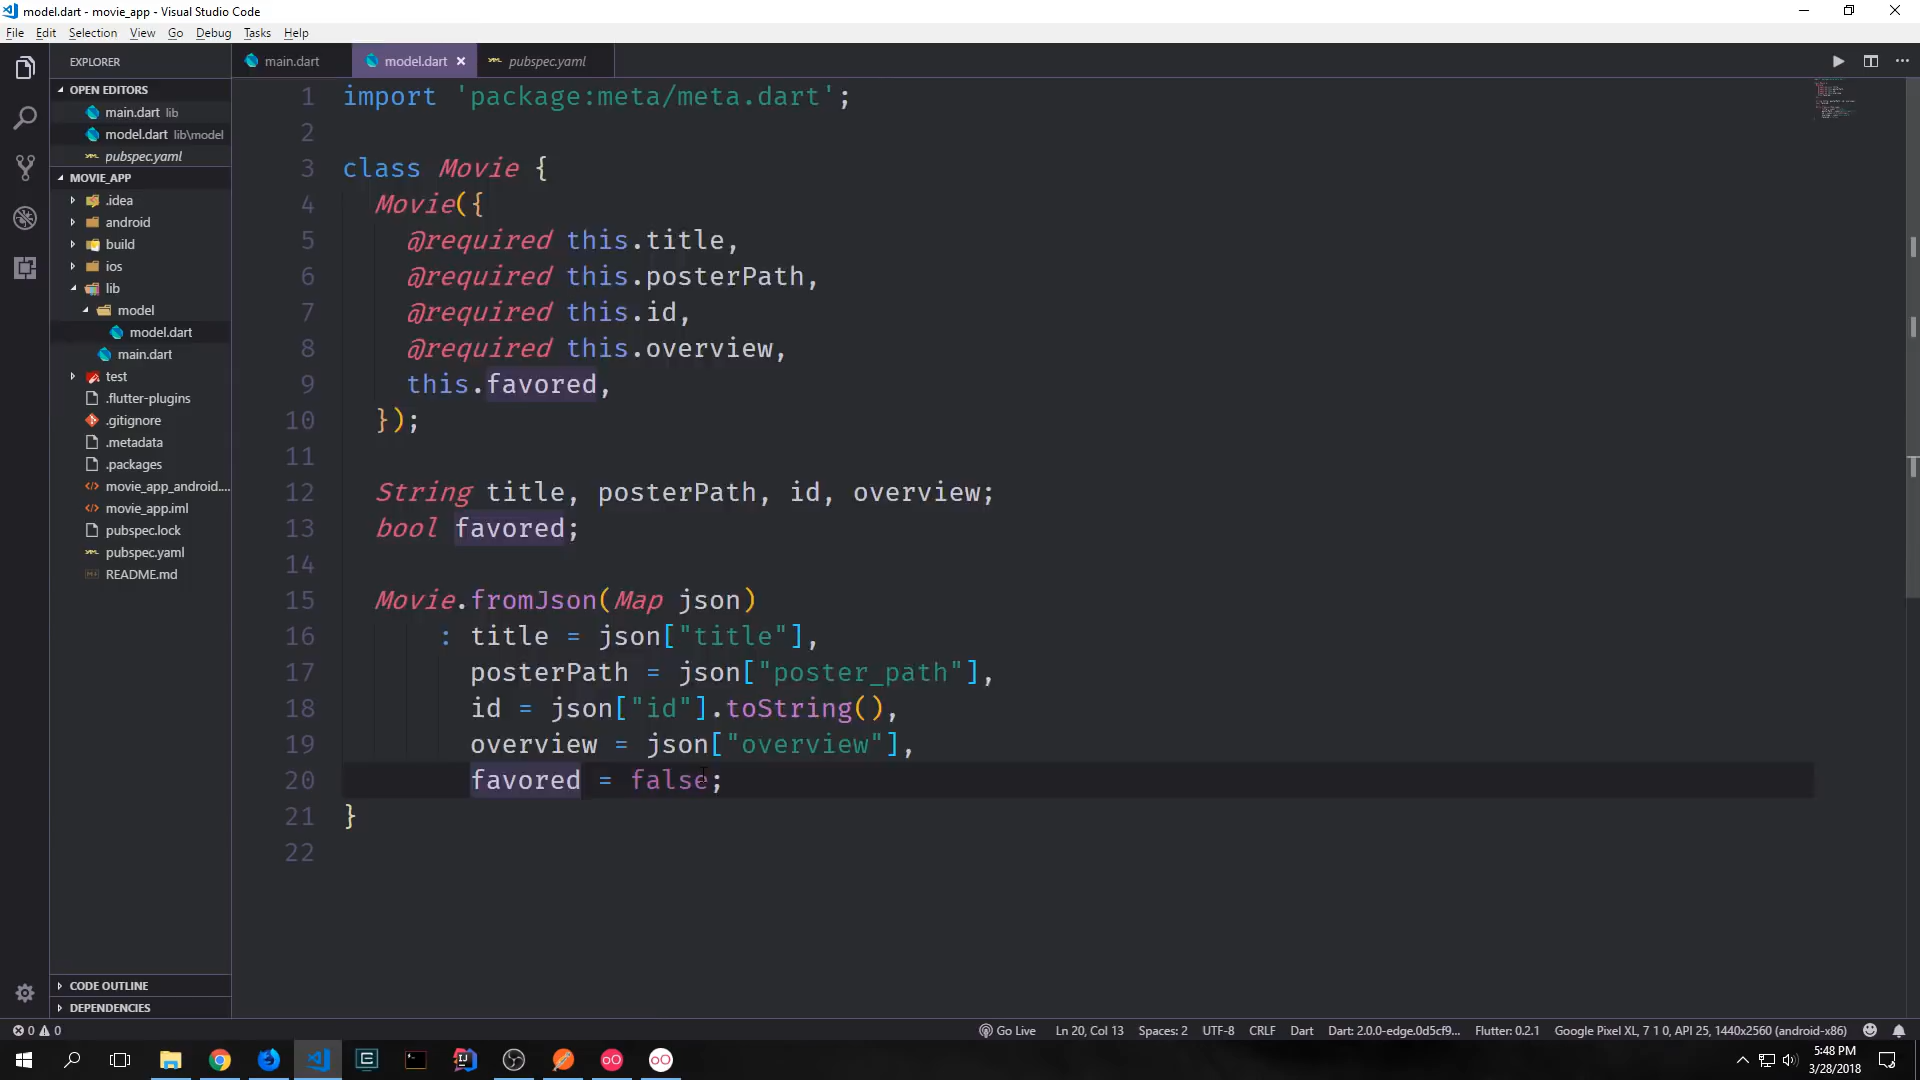 model.dart - movie_app - Visual Studio Code
File Edit Selection View Go Debug Tasks Help
EXPLORER
OPEN EDITORS
main.dart lib
model.dart lib\model
pubspec.yaml
MOVIE_APP
.idea
android
build
ios
lib
model
model.dart
main.dart
test
.flutter-plugins
.gitignore
.metadata
.packages
movie_app_android....
movie_app.iml
pubspec.lock
pubspec.yaml
README.md
CODE OUTLINE
DEPENDENCIES
main.dart model.dart × pubspec.yaml
1 import 'package:meta/meta.dart';
2
3 class Movie {
4 Movie({
5 @required this.title,
6 @required this.posterPath,
7 @required this.id,
8 @required this.overview,
9 this.favored,
10 });
11
12 String title, posterPath, id, overview;
13 bool favored;
14
15 Movie.fromJson(Map json)
16 : title = json["title"],
17 posterPath = json["poster_path"],
18 id = json["id"].toString(),
19 overview = json["overview"],
20 favored = false;
21 }
22
0 0 Go Live Ln 20, Col 13 Spaces: 2 UTF-8 CRLF Dart Dart: 2.0.0-edge.0d5cf9... Flutter: 0.2.1 Google Pixel XL, 7 1 0, API 25, 1440x2560 (android-x86)
5:48 PM
3/28/2018